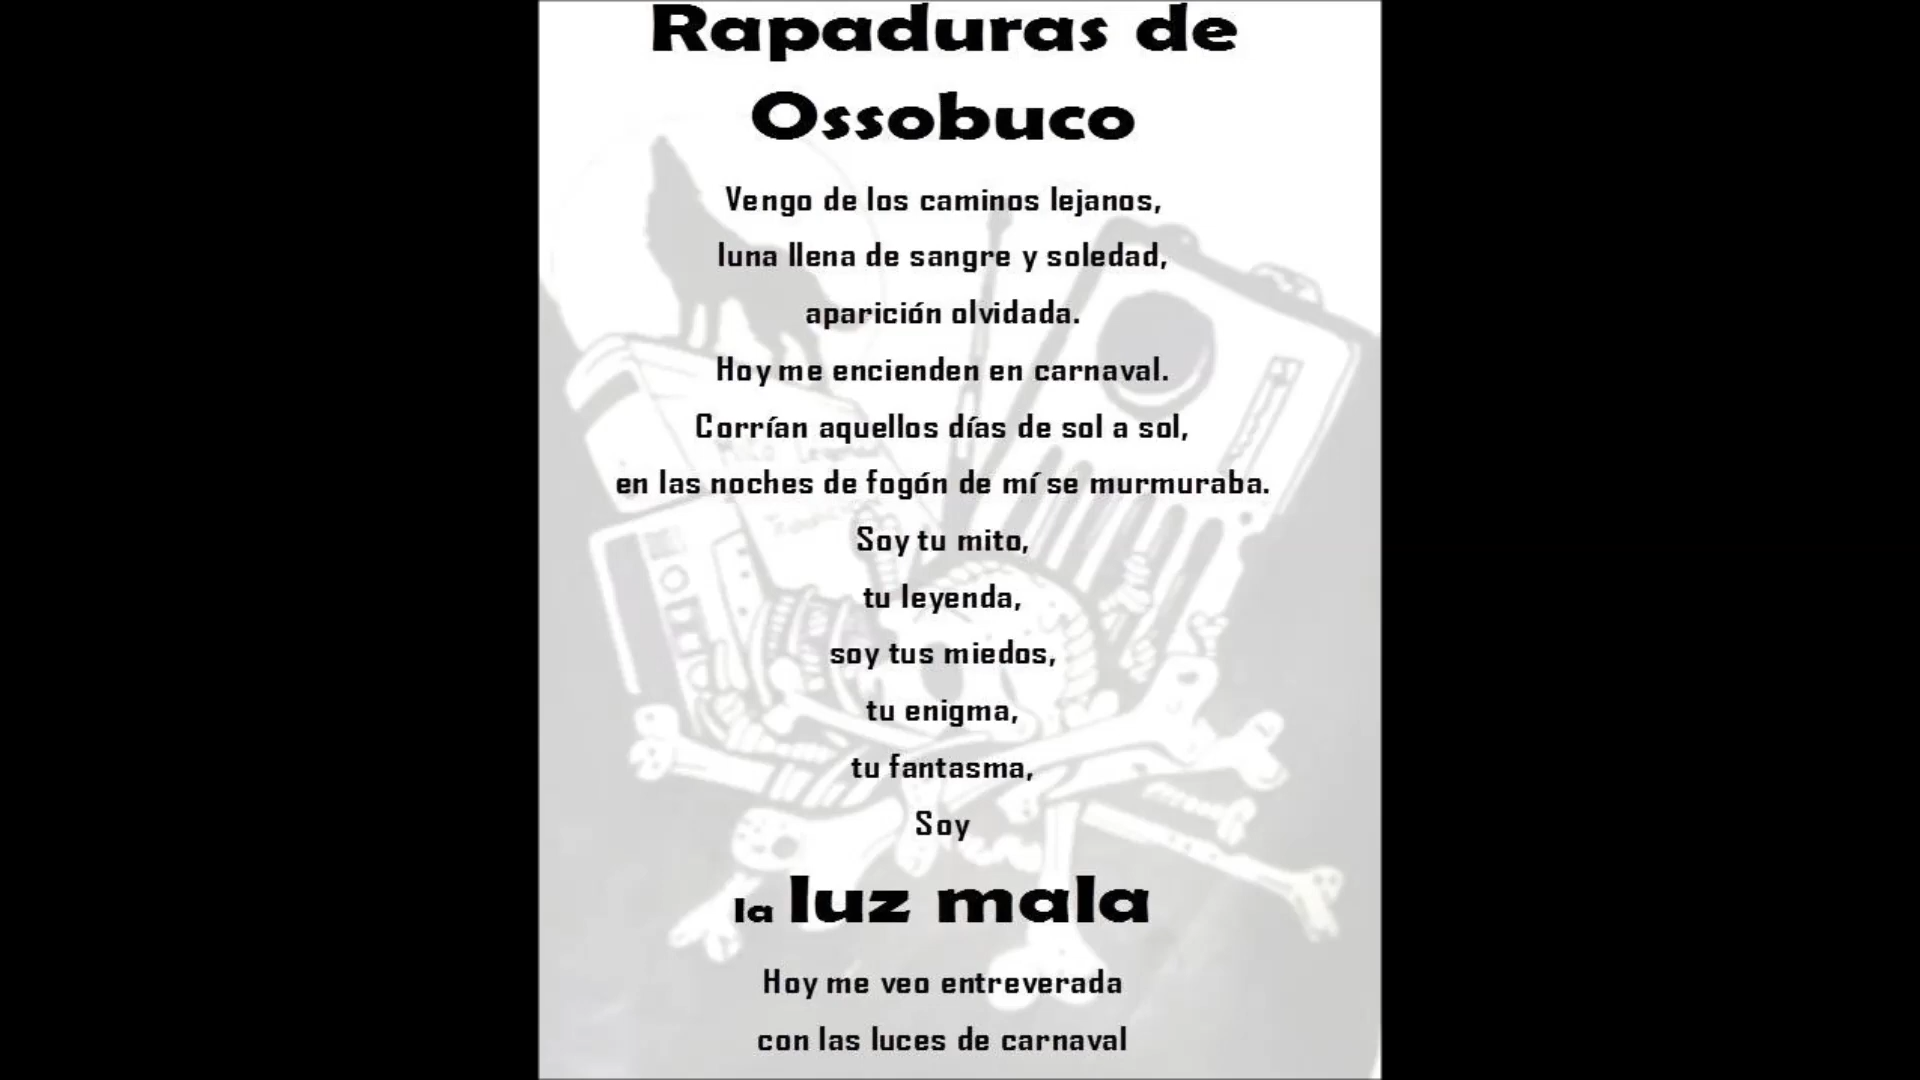 Rapaduras de
Ossobuco
Vengo de los caminos lejanos,
luna llena de sangre y soledad,
aparición olvidada.
Hoy me encienden en carnaval.
Corrían aquellos días de sol a sol,
en las noches de fogón de mí se murmuraba.
Soy tu mito,
tu leyenda,
soy tus miedos,
tu enigma,
tu fantasma,
Soy
la luz mala
Hoy me veo entreverada
con las luces de carnaval